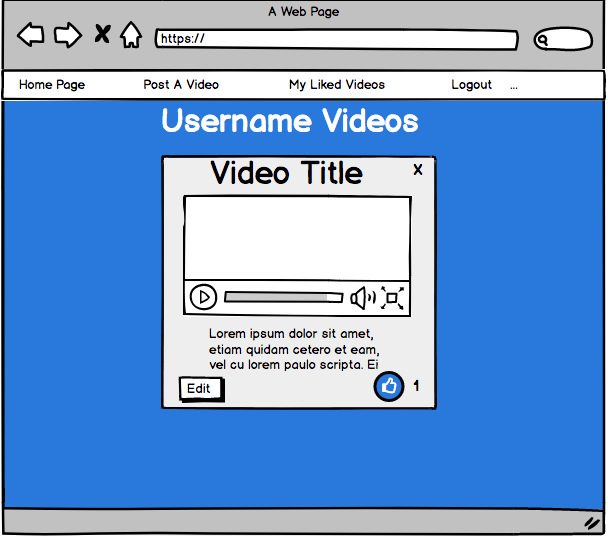 A Web Page
https://
Home Page Post A Video My Liked Videos Logout ...
Username Videos
Video Title X
Lorem ipsum dolor sit amet,
etiam quidam cetero et eam,
vel cu lorem paulo scripta. Ei
Edit 1